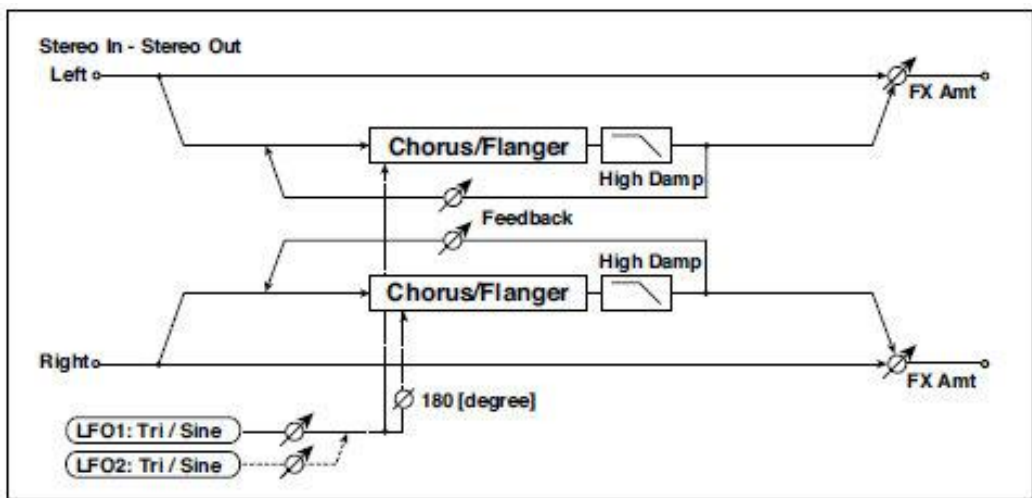 Stereo In - Stereo Out
Left
FX Amt
Chorus/Flanger
High Damp
Feedback
High Damp
Chorus/Flanger
Right
FX Amt
180 [degree]
LFO1: Tri / Sine
LFO2: Tri / Sine